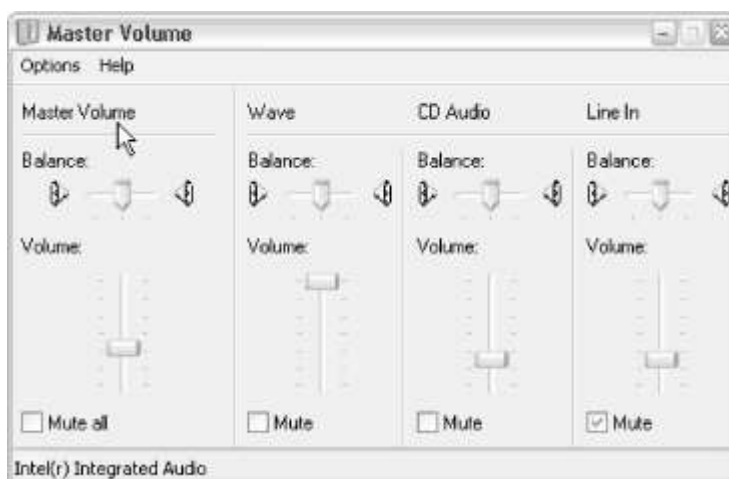 Master Volume
Options Help
Master Volume Wave CD Audio Line In
Balance: Balance: Balance: Balance:
Volume: Volume: Volume: Volume:
Mute all Mute Mute Mute
Intel(r) Integrated Audio